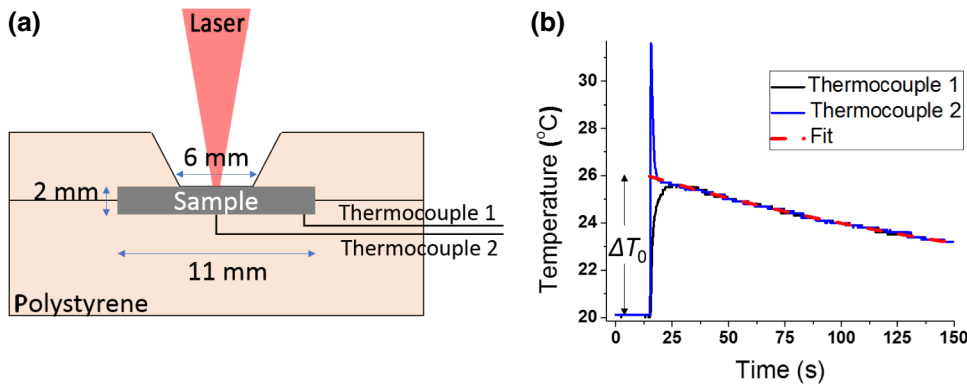 (a)
Laser
6 mm
2 mm
Sample
Thermocouple 1
Thermocouple 2
11 mm
Polystyrene
(b)
Temperature (°C)
30
28
26
24
22
20
ΔT₀
Thermocouple 1
Thermocouple 2
Fit
0 25 50 75 100 125 150
Time (s)